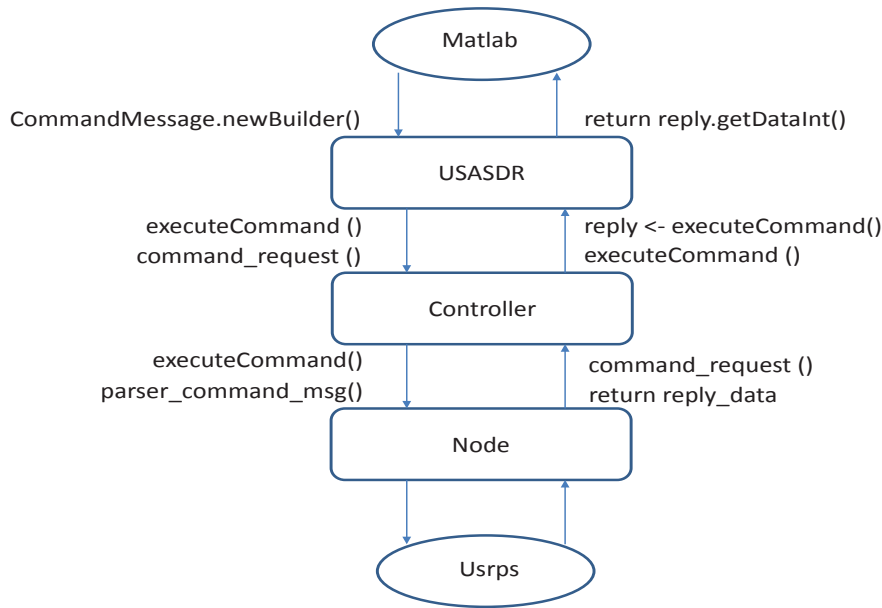 Matlab
CommandMessage.newBuilder()
return reply.getDataInt()
USASDR
executeCommand ()
command_request ()
reply <- executeCommand()
executeCommand ()
Controller
executeCommand()
parser_command_msg()
command_request ()
return reply_data
Node
Usrps